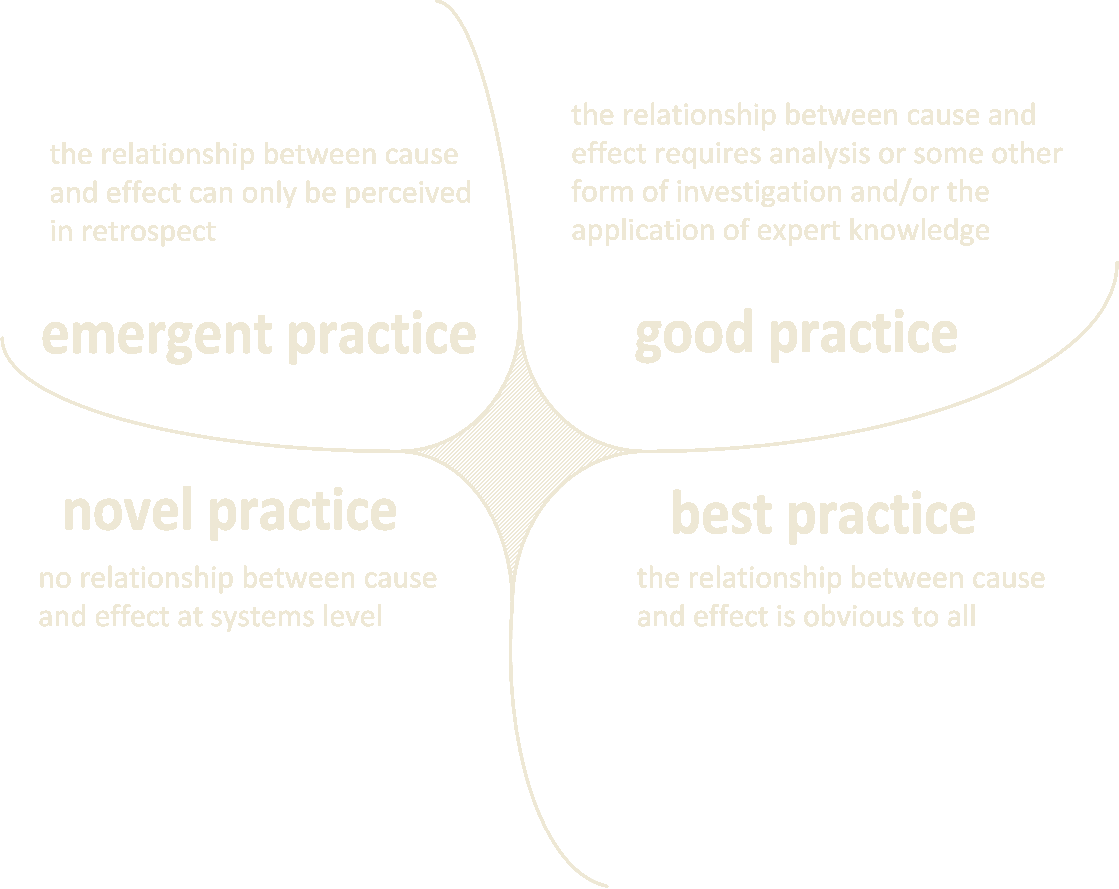 the relationship between cause
and effect can only be perceived
in retrospect
emergent practice
the relationship between cause and
effect requires analysis or some other
form of investigation and/or the
application of expert knowledge
good practice
novel practice
no relationship between cause
and effect at systems level
best practice
the relationship between cause
and effect is obvious to all